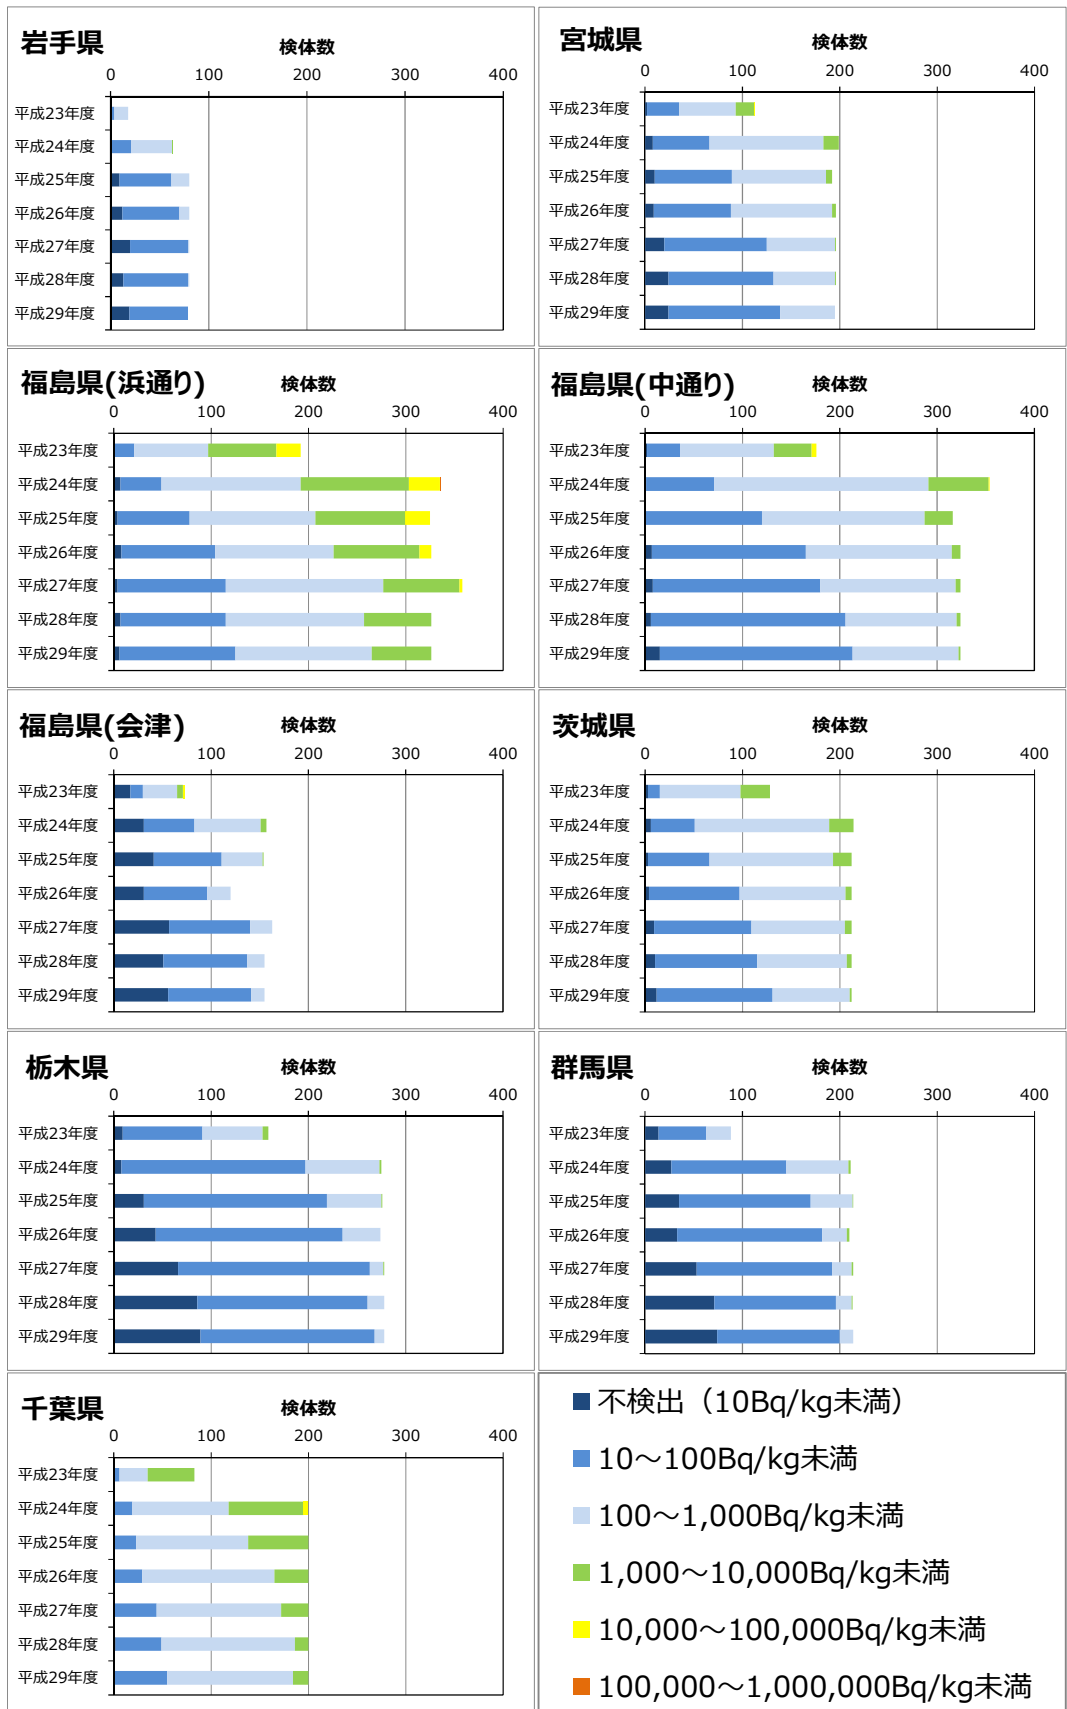 岩手県
検体数
0 100 200 300 400
平成23年度
平成24年度
平成25年度
平成26年度
平成27年度
平成28年度
平成29年度
宮城県
検体数
0 100 200 300 400
平成23年度
平成24年度
平成25年度
平成26年度
平成27年度
平成28年度
平成29年度
福島県(浜通り)
検体数
0 100 200 300 400
平成23年度
平成24年度
平成25年度
平成26年度
平成27年度
平成28年度
平成29年度
福島県(中通り)
検体数
0 100 200 300 400
平成23年度
平成24年度
平成25年度
平成26年度
平成27年度
平成28年度
平成29年度
福島県(会津)
検体数
0 100 200 300 400
平成23年度
平成24年度
平成25年度
平成26年度
平成27年度
平成28年度
平成29年度
茨城県
検体数
0 100 200 300 400
平成23年度
平成24年度
平成25年度
平成26年度
平成27年度
平成28年度
平成29年度
栃木県
検体数
0 100 200 300 400
平成23年度
平成24年度
平成25年度
平成26年度
平成27年度
平成28年度
平成29年度
群馬県
検体数
0 100 200 300 400
平成23年度
平成24年度
平成25年度
平成26年度
平成27年度
平成28年度
平成29年度
千葉県
検体数
0 100 200 300 400
平成23年度
平成24年度
平成25年度
平成26年度
平成27年度
平成28年度
平成29年度
不検出（10Bq/kg未満）
10～100Bq/kg未満
100～1,000Bq/kg未満
1,000～10,000Bq/kg未満
10,000～100,000Bq/kg未満
100,000～1,000,000Bq/kg未満